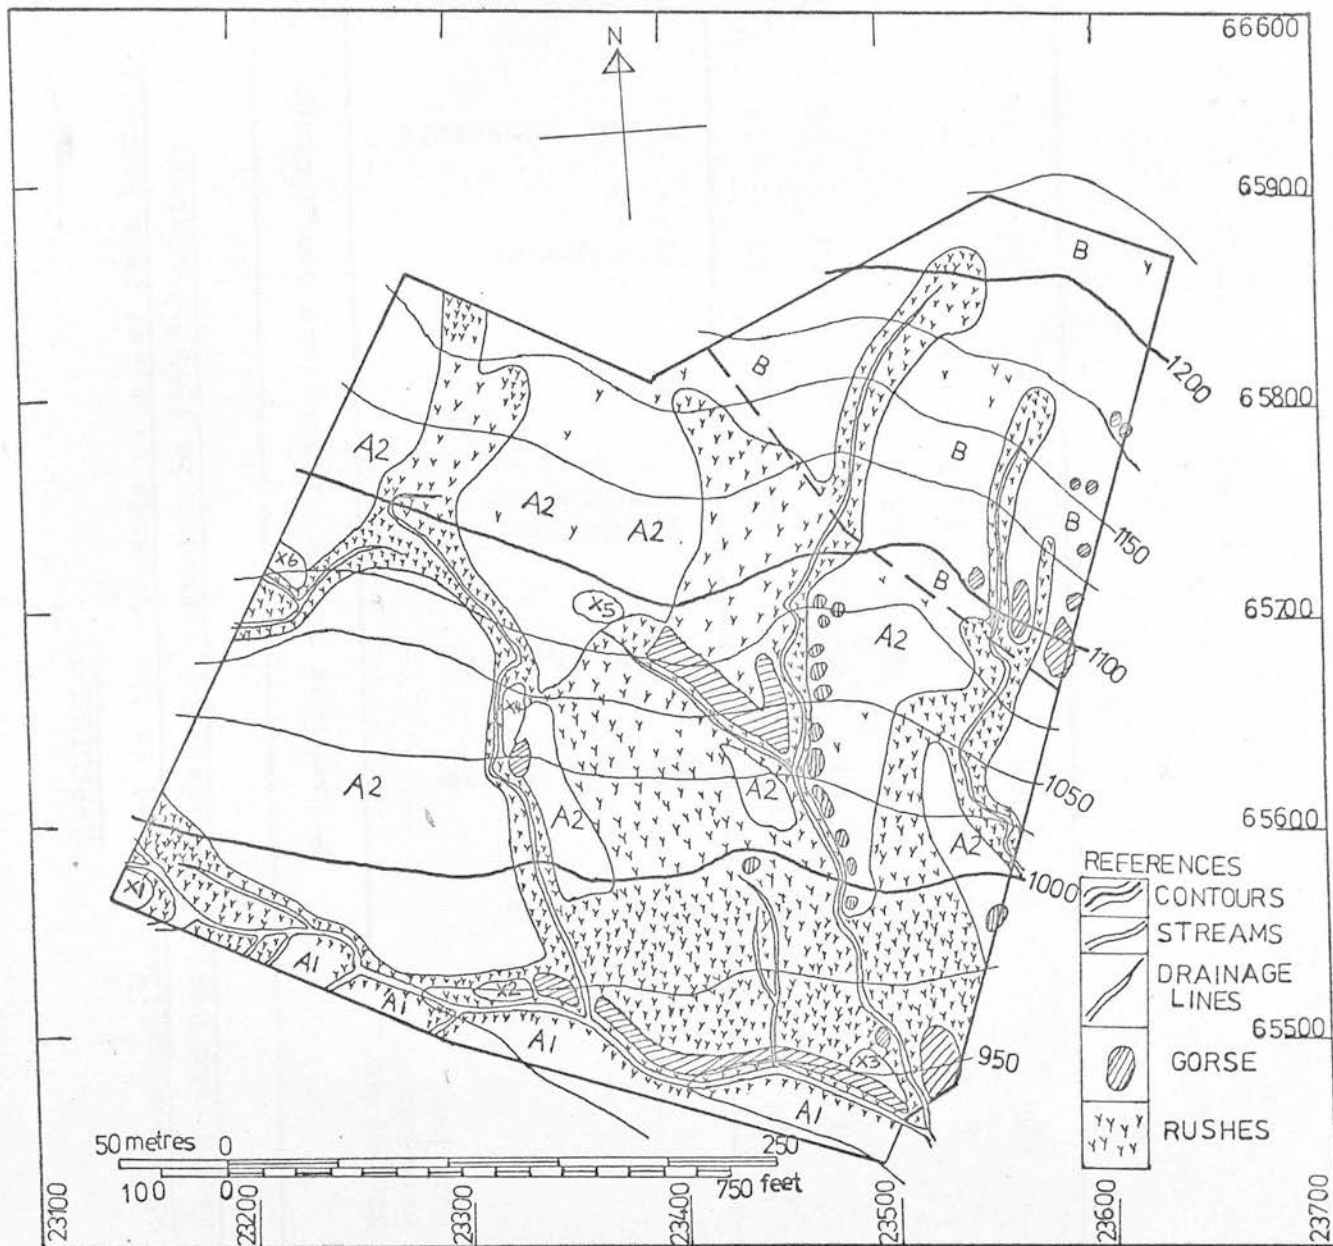 66600
N
65900
B
B
1200
65800
A2
B
A2
A2
B
1150
X6
X5
B
65700
A2
1100
X4
A2
A2
1050
A2
A2
65600
REFERENCES
1000
CONTOURS
X1
STREAMS
A1
DRAINAGE
LINES
X2
A1
A1
65500
X3
950
GORSE
A1
RUSHES
50 metres 0 250
100 0 750 feet
23100
23200
23300
23400
23500
23600
23700